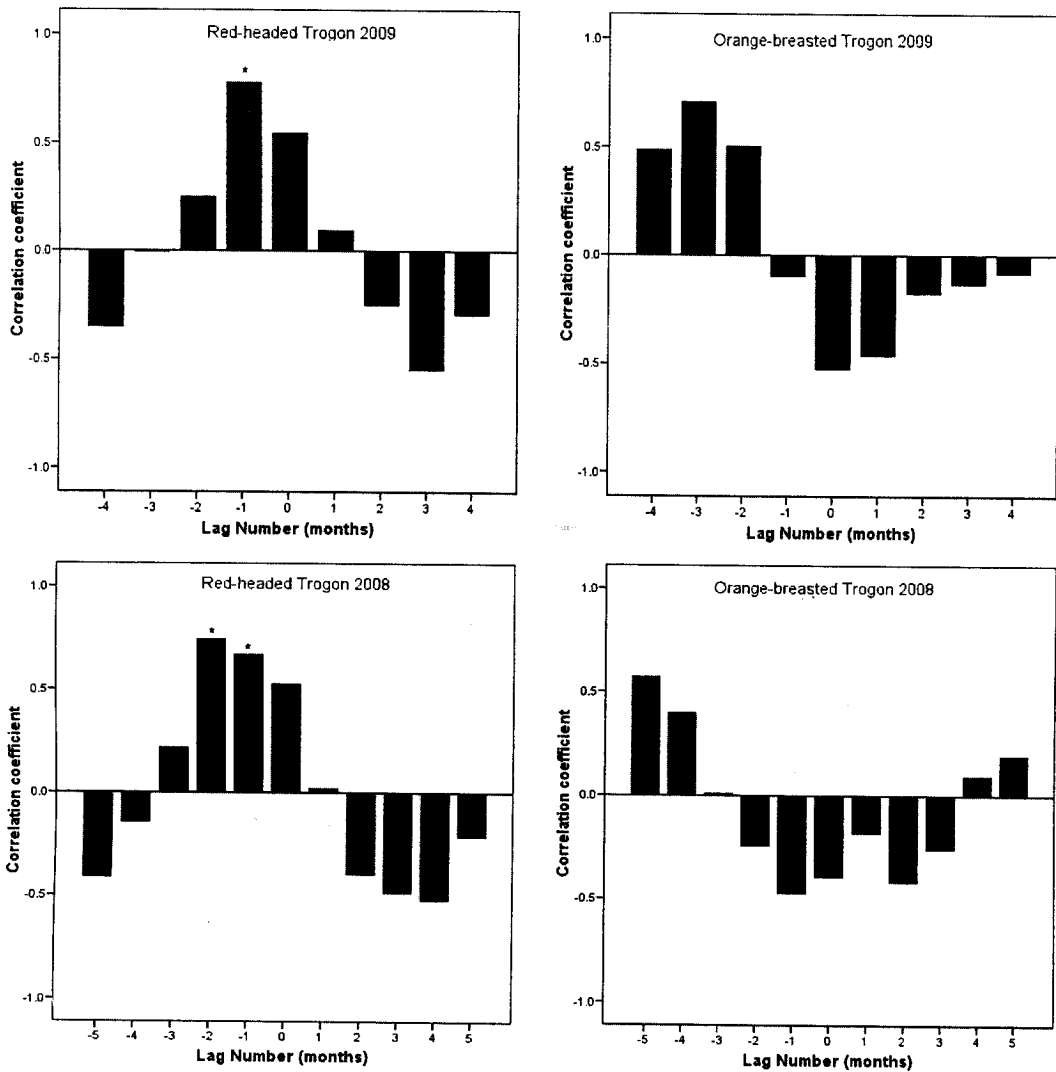 Red-headed Trogon 2009
*
1.0
0.5
0.0
-0.5
-1.0
Correlation coefficient
-4 -3 -2 -1 0 1 2 3 4
Lag Number (months)
Orange-breasted Trogon 2009
1.0
0.5
0.0
-0.5
-1.0
Correlation coefficient
-4 -3 -2 -1 0 1 2 3 4
Lag Number (months)
Red-headed Trogon 2008
* *
1.0
0.5
0.0
-0.5
-1.0
Correlation coefficient
-5 -4 -3 -2 -1 0 1 2 3 4 5
Lag Number (months)
Orange-breasted Trogon 2008
1.0
0.5
0.0
-0.5
-1.0
Correlation coefficient
-5 -4 -3 -2 -1 0 1 2 3 4 5
Lag Number (months)